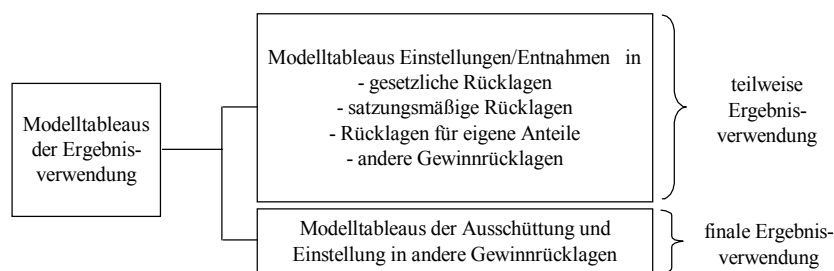 Modelltableaus
der Ergebnis-
verwendung
Modelltableaus Einstellungen/Entnahmen in
- gesetzliche Rücklagen
- satzungsmäßige Rücklagen
- Rücklagen für eigene Anteile
- andere Gewinnrücklagen
teilweise
Ergebnis-
verwendung
Modelltableaus der Ausschüttung und
Einstellung in andere Gewinnrücklagen
finale Ergebnis-
verwendung